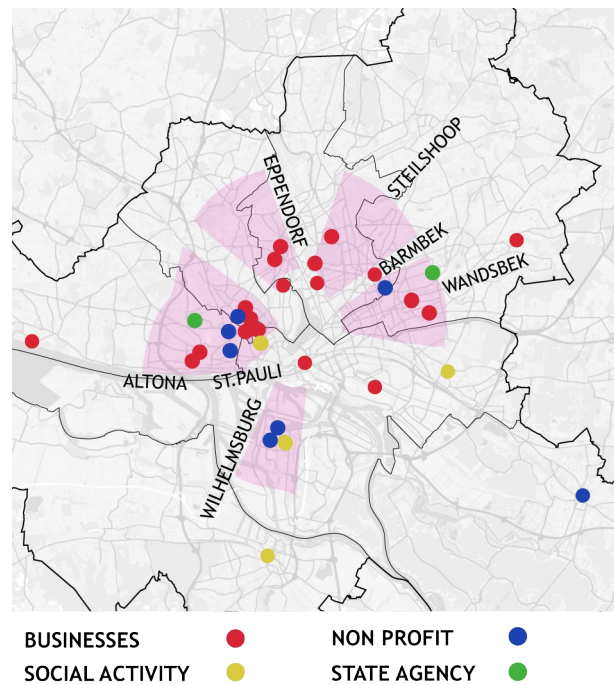 EPPENDORF
STEILSHOOP
BARMBEK
WANDSBEK
ALTONA
ST.PAULI
WILHELMSBURG
BUSINESSES
NON PROFIT
SOCIAL ACTIVITY
STATE AGENCY